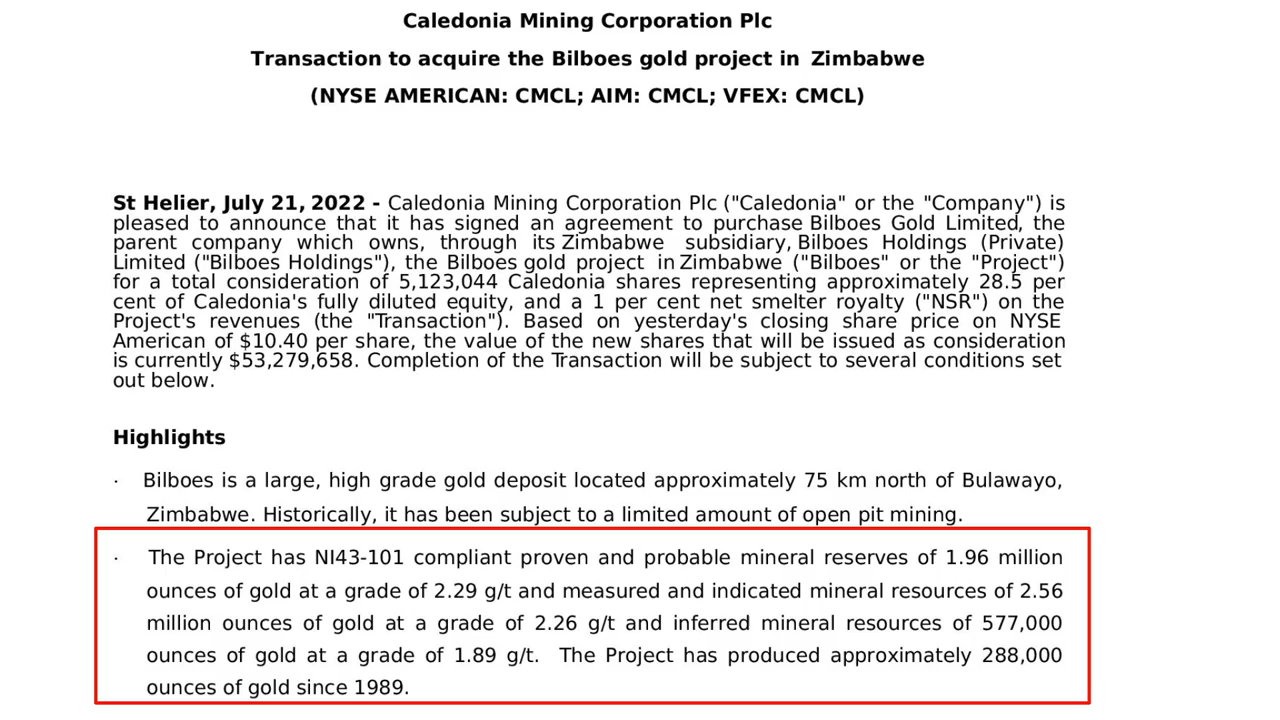 Caledonia Mining Corporation Plc
Transaction to acquire the Bilboes gold project in Zimbabwe
(NYSE AMERICAN: CMCL; AIM: CMCL; VFEX: CMCL)
St Helier, July 21, 2022 - Caledonia Mining Corporation Plc ("Caledonia" or the "Company") is
pleased to announce that it has signed an agreement to purchase Bilboes Gold Limited, the
parent company which owns, through its Zimbabwe subsidiary, Bilboes Holdings (Private)
Limited ("Bilboes Holdings"), the Bilboes gold project in Zimbabwe ("Bilboes" or the "Project")
for a total consideration of 5,123,044 Caledonia shares representing approximately 28.5 per
cent of Caledonia's fully diluted equity, and a 1 per cent net smelter royalty ("NSR") on the
Project's revenues (the "Transaction"). Based on yesterday's closing share price on NYSE
American of $10.40 per share, the value of the new shares that will be issued as consideration
is currently $53,279,658. Completion of the Transaction will be subject to several conditions set
out below.
Highlights
· Bilboes is a large, high grade gold deposit located approximately 75 km north of Bulawayo,
Zimbabwe. Historically, it has been subject to a limited amount of open pit mining.
· The Project has NI43-101 compliant proven and probable mineral reserves of 1.96 million
ounces of gold at a grade of 2.29 g/t and measured and indicated mineral resources of 2.56
million ounces of gold at a grade of 2.26 g/t and inferred mineral resources of 577,000
ounces of gold at a grade of 1.89 g/t. The Project has produced approximately 288,000
ounces of gold since 1989.